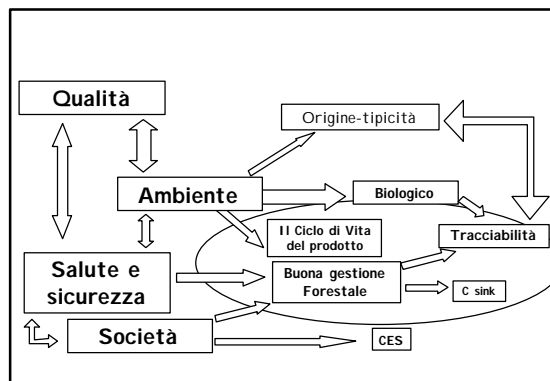 Qualità
Origine-tipicità
Ambiente
Biologico
Il Ciclo di Vita
del prodotto
Tracciabilità
Salute e
sicurezza
Buona gestione
Forestale
C sink
Società
CES